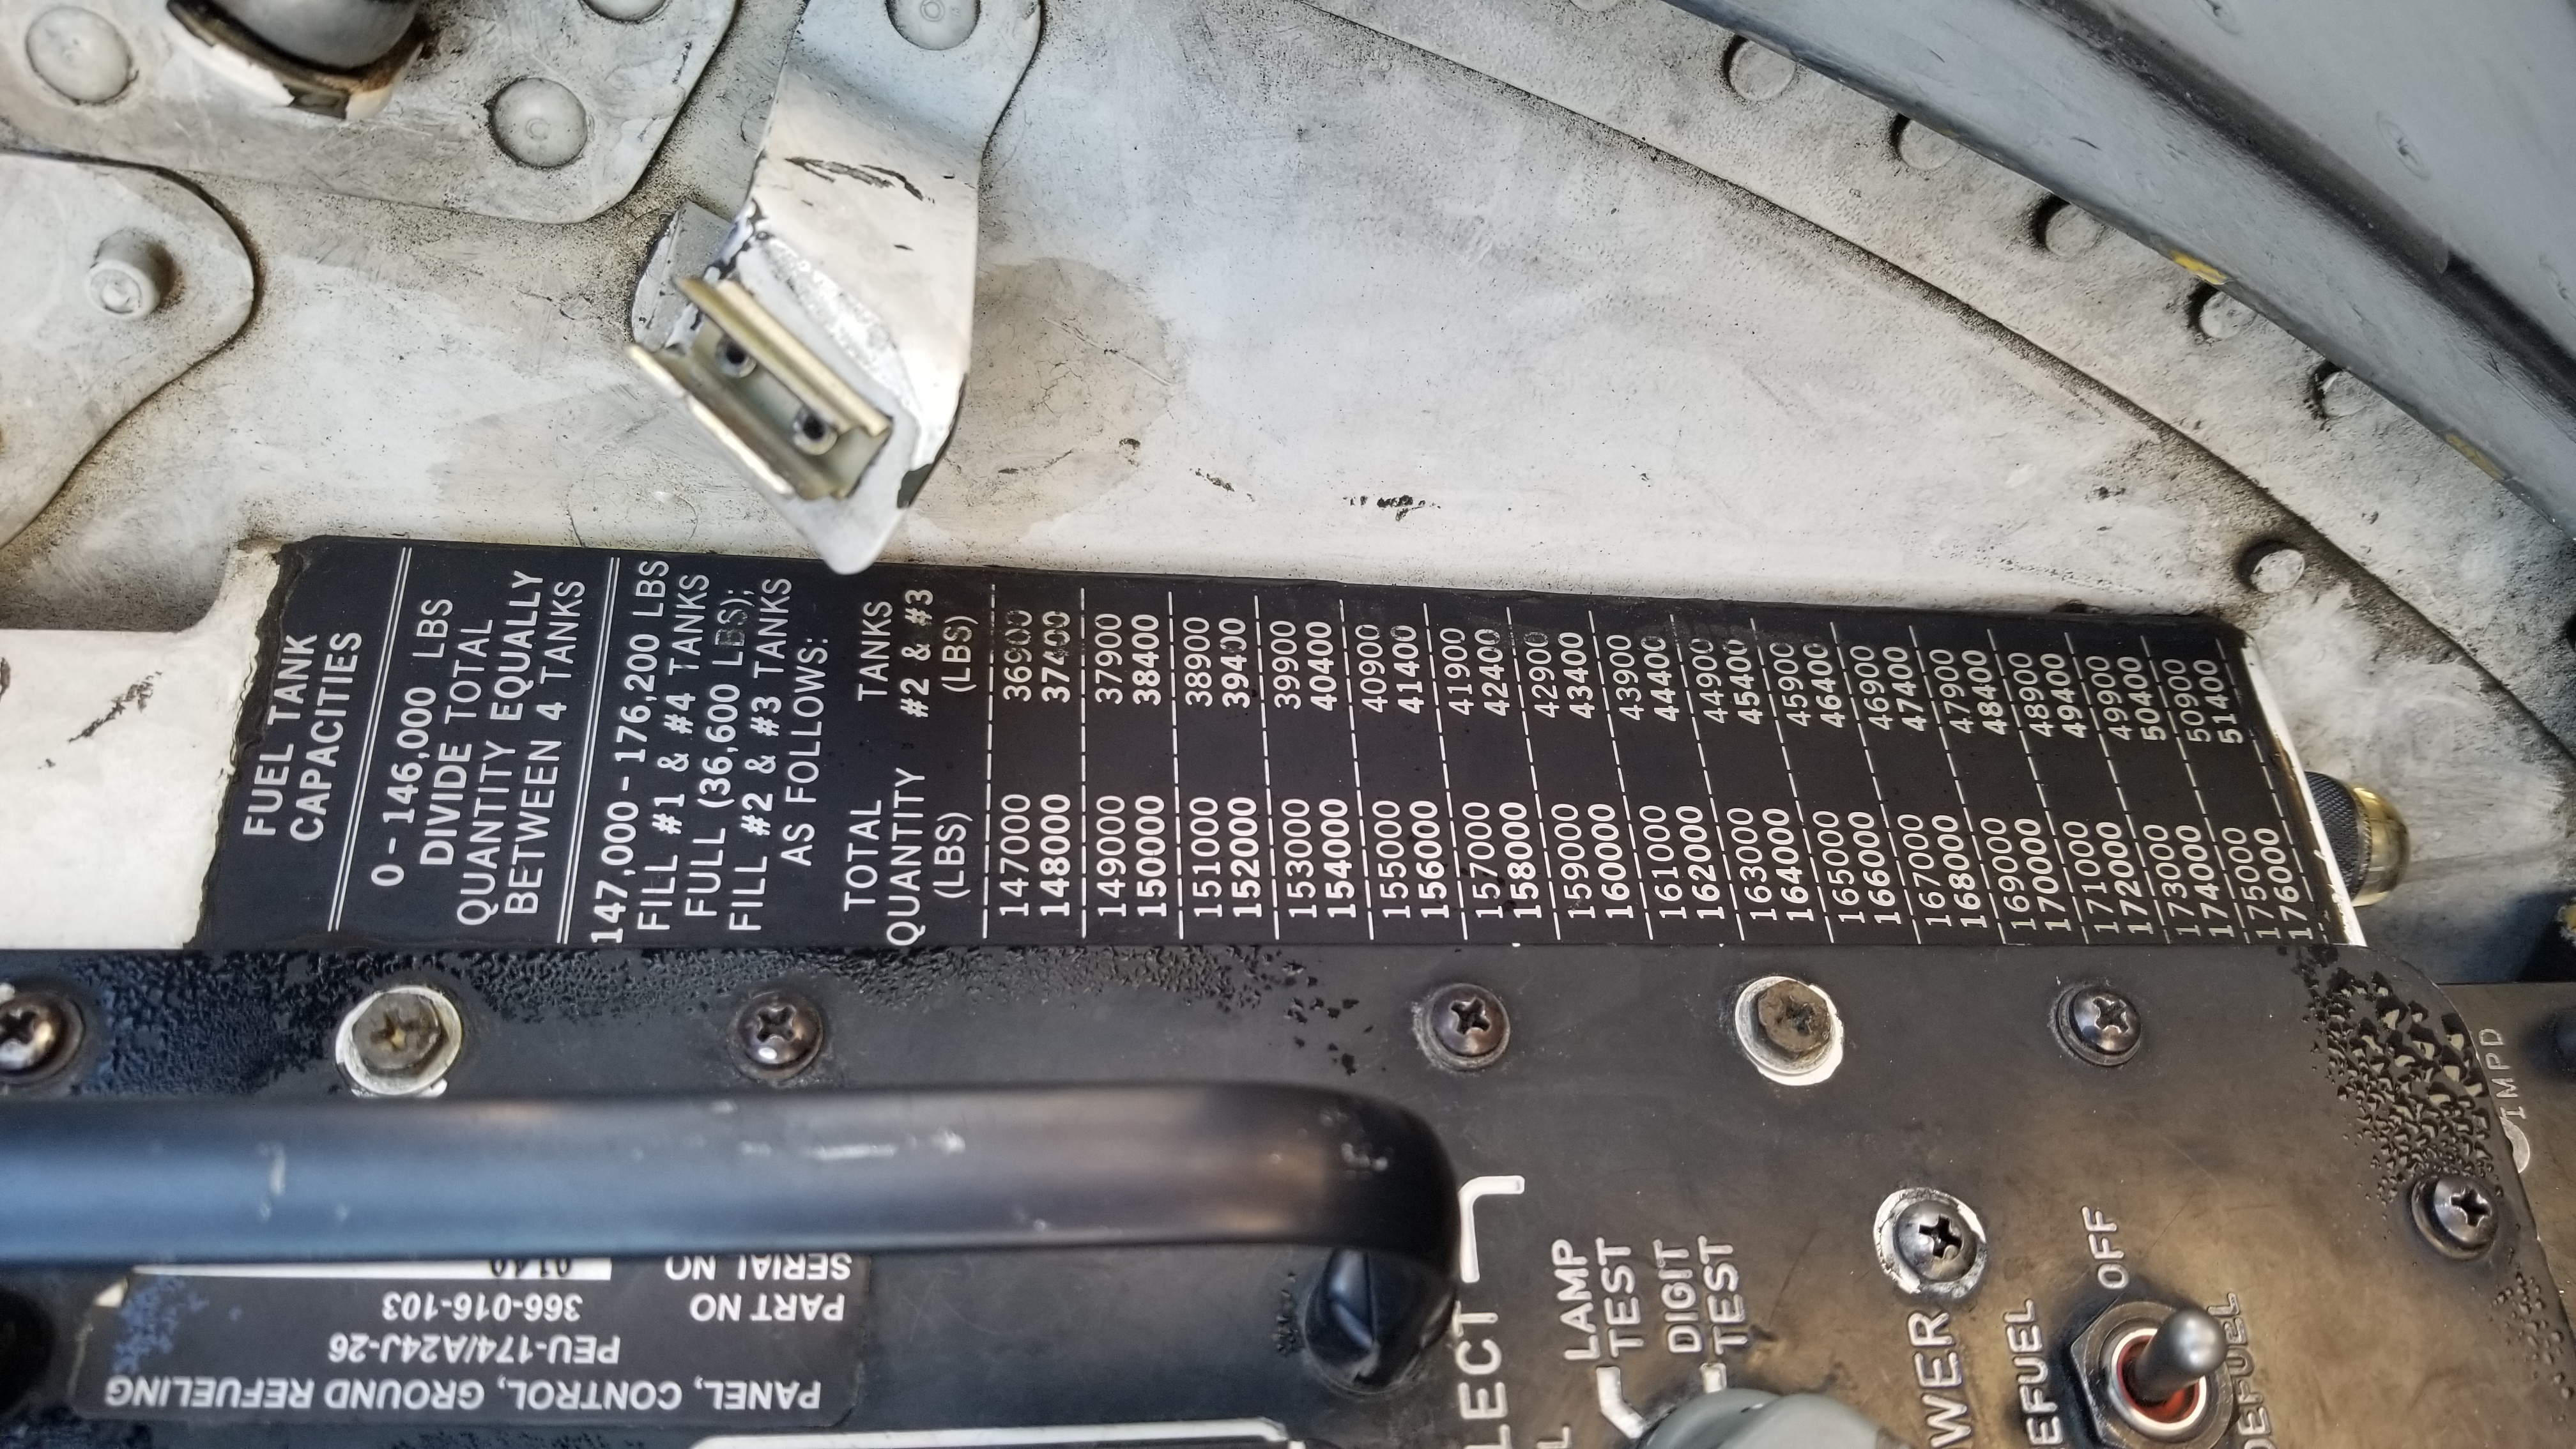 PANEL, CONTROL, GROUND REFUELING
PEU-174/A24J-26
PART NO 366-016-103
SERIAL NO
FUEL TANK
CAPACITIES
0 - 146,000 LBS
DIVIDE TOTAL
QUANTITY EQUALLY
BETWEEN 4 TANKS
147,000 - 176,200 LBS
FILL #1 & #4 TANKS
FULL (36,600 LBS);
FILL #2 & #3 TANKS
AS FOLLOWS:
TOTAL TANKS
QUANTITY #2 & #3
(LBS) (LBS)
147000 36900
148000 37400
149000 37900
150000 38400
151000 38900
152000 39400
153000 39900
154000 40400
155000 40900
156000 41400
157000 41900
158000 42400
159000 42900
160000 43400
161000 43900
162000 44400
163000 44900
164000 45400
165000 45900
166000 46400
167000 46900
168000 47400
169000 47900
170000 48400
171000 48900
172000 49400
173000 49900
174000 50400
175000 50900
176000 51400
LECT
L
LAMP
TEST
DIGIT
TEST
WER
EFUEL
OFF
DEFUEL
IMPD